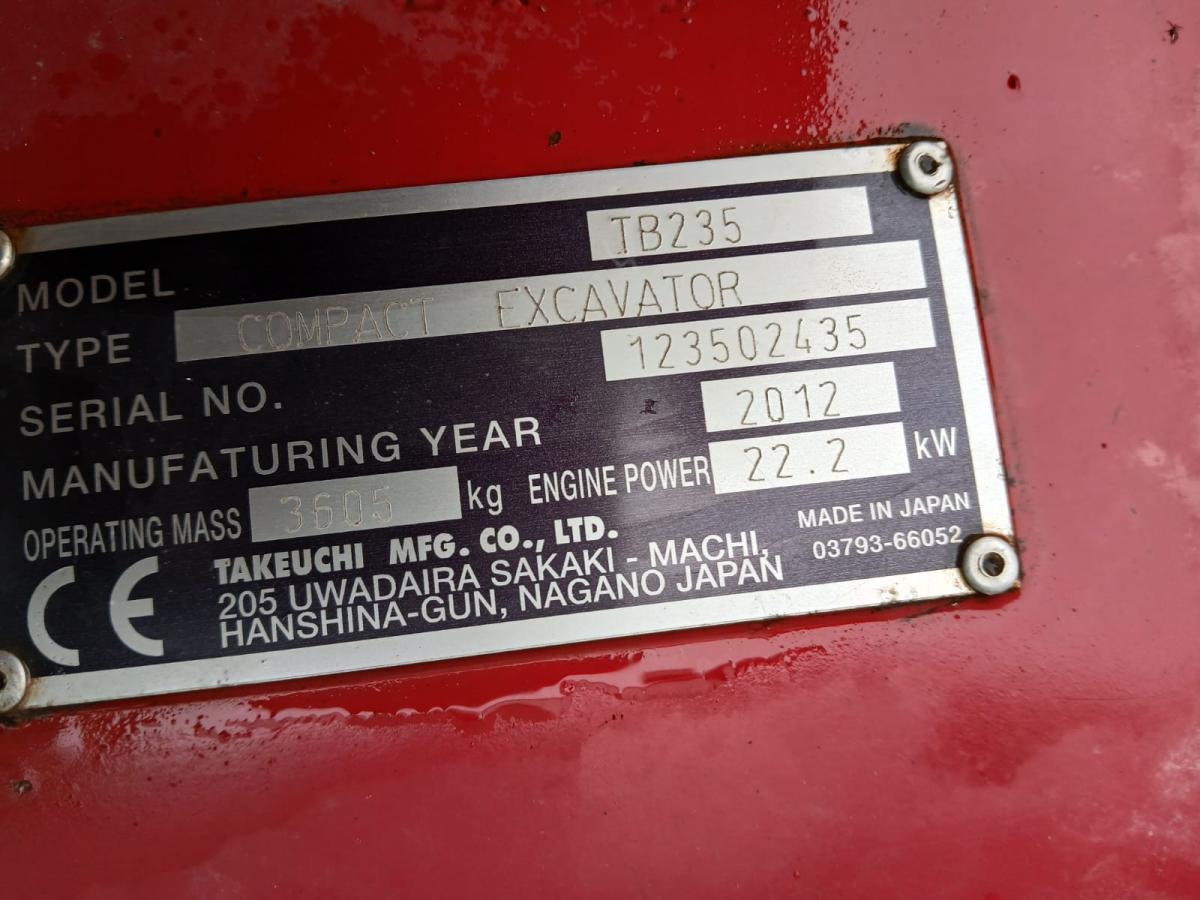 MODEL TB235
TYPE COMPACT EXCAVATOR
SERIAL NO. 123502435
MANUFATURING YEAR 2012
OPERATING MASS 3605 kg ENGINE POWER 22.2 kW
CE TAKEUCHI MFG. CO., LTD. MADE IN JAPAN
205 UWADAIRA SAKAKI - MACHI, 03793-66052
HANSHINA-GUN, NAGANO JAPAN